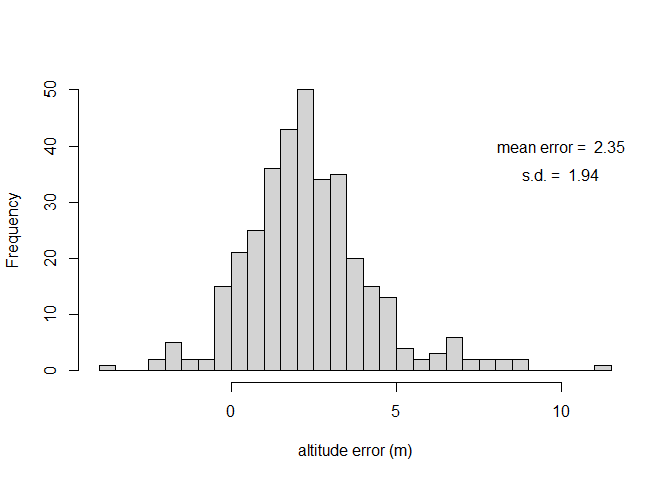 50
40
30
20
10
0
Frequency
mean error = 2.35
s.d. = 1.94
0 5 10
altitude error (m)